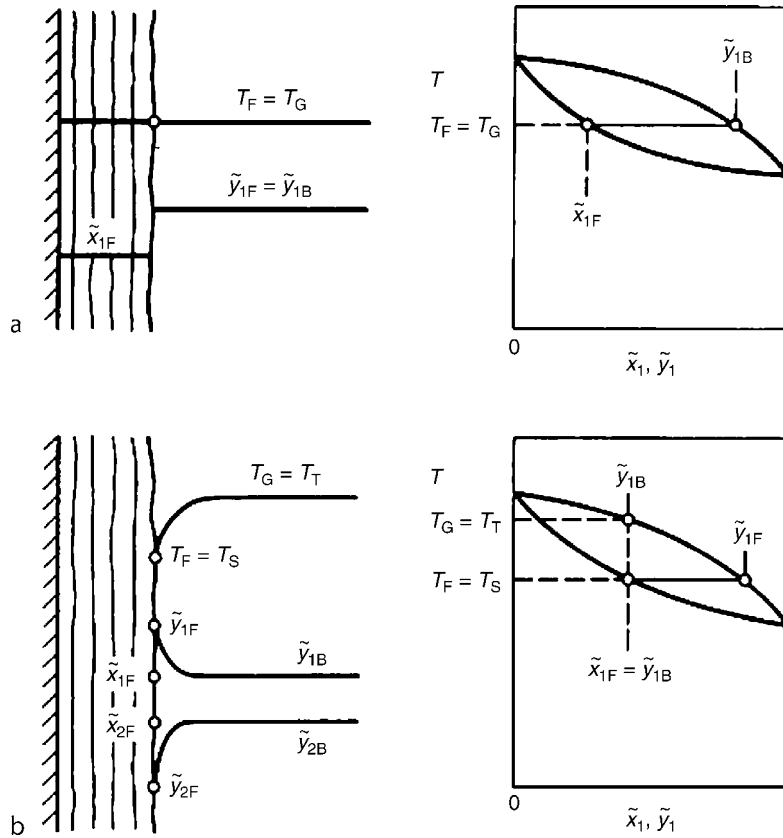 T_F = T_G
ỹ_1F = ỹ_1B
x̃_1F
a
ỹ_1B
T
T_F = T_G
x̃_1F
0
x̃_1, ỹ_1
T_G = T_T
T_F = T_S
ỹ_1F
x̃_1F
ỹ_1B
x̃_2F
ỹ_2B
ỹ_2F
b
T
ỹ_1B
T_G = T_T
ỹ_1F
T_F = T_S
x̃_1F = ỹ_1B
0
x̃_1, ỹ_1